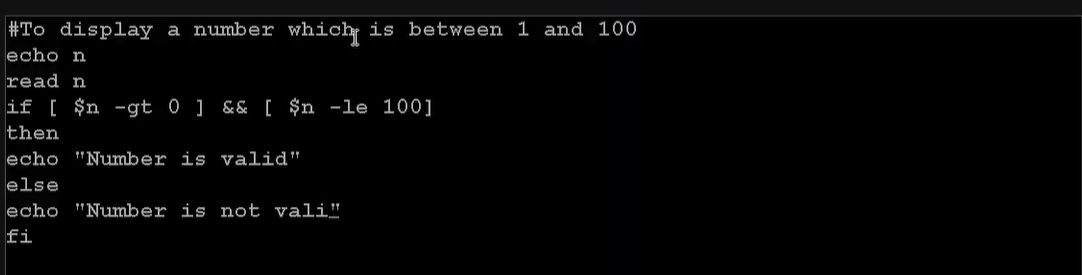 #To display a number which is between 1 and 100
echo n
read n
if [ $n -gt 0 ] && [ $n -le 100]
then
echo "Number is valid"
else
echo "Number is not vali"
fi